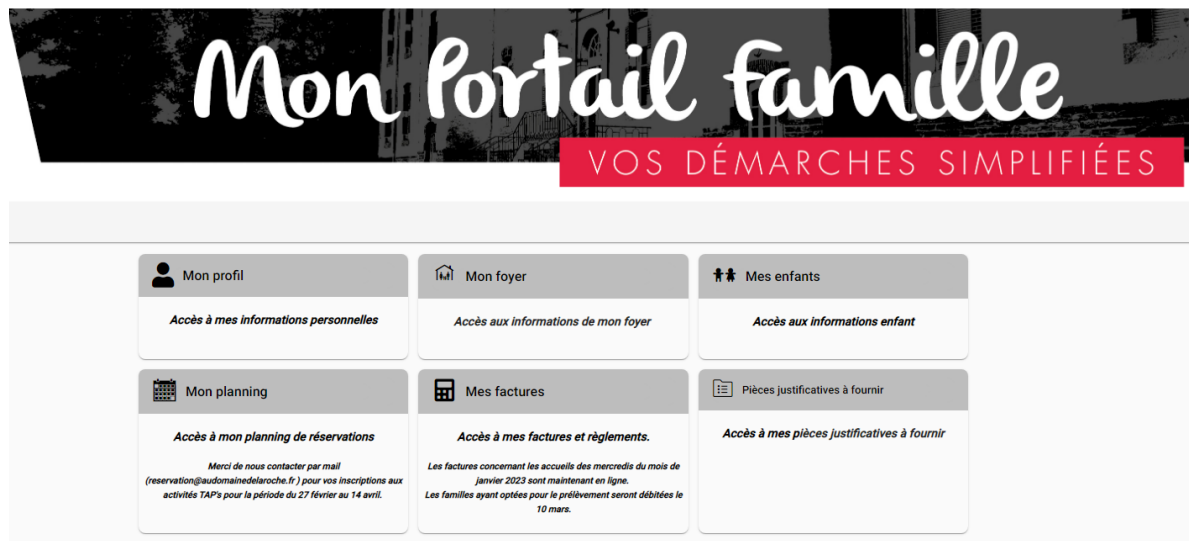 Mon Portail famille
VOS DÉMARCHES SIMPLIFIÉES
Mon profil
Accès à mes informations personnelles
Mon foyer
Accès aux informations de mon foyer
Mes enfants
Accès aux informations enfant
Mon planning
Accès à mon planning de réservations
Merci de nous contacter par mail
(reservation@audomainedelaroche.fr ) pour vos inscriptions aux
activités TAP's pour la période du 27 février au 14 avril.
Mes factures
Accès à mes factures et règlements.
Les factures concernant les accueils des mercredis du mois de
janvier 2023 sont maintenant en ligne.
Les familles ayant optées pour le prélèvement seront débitées le
10 mars.
Pièces justificatives à fournir
Accès à mes pièces justificatives à fournir